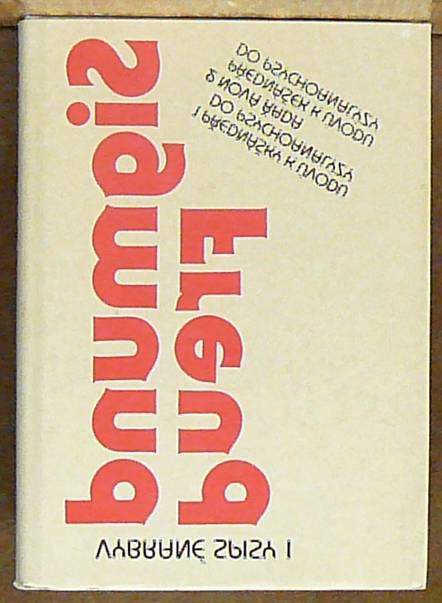 VYBRANÉ SPISY I
Sigmund
Freud
1 PŘEDNÁŠKY K ÚVODU
DO PSYCHOANALÝZY
2 NOVÁ ŘADA
PŘEDNÁŠEK K ÚVODU
DO PSYCHOANALÝZY